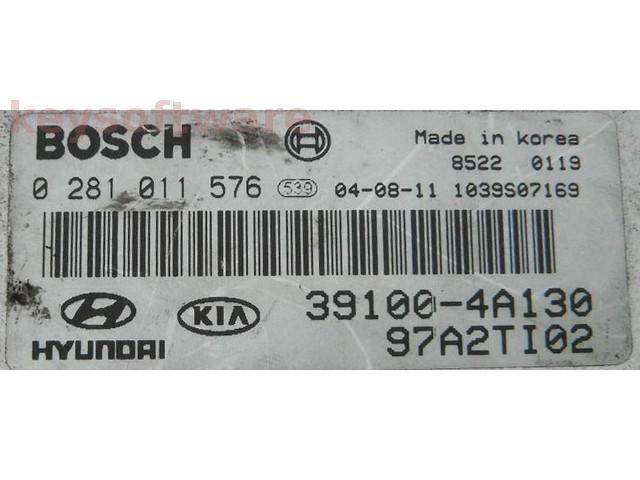 keysoftware
BOSCH
Made in korea
8522 0119
0 281 011 576 539 04-08-11 1039S07169
KIA 39100-4A130
HYUNDAI 97A2TI02